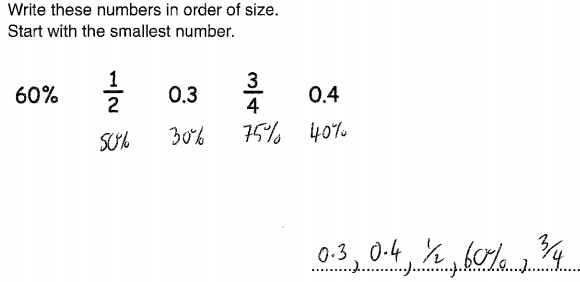 Write these numbers in order of size.
Start with the smallest number.
60% 1/2 0.3 3/4 0.4
50% 30% 75% 40%
0.3, 0.4, 1/2, 60%, 3/4